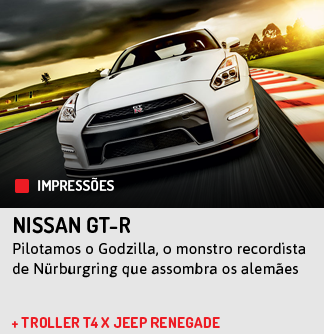 IMPRESSÕES
NISSAN GT-R
Pilotamos o Godzilla, o monstro recordista
de Nürburgring que assombra os alemães
+ TROLLER T4 X JEEP RENEGADE